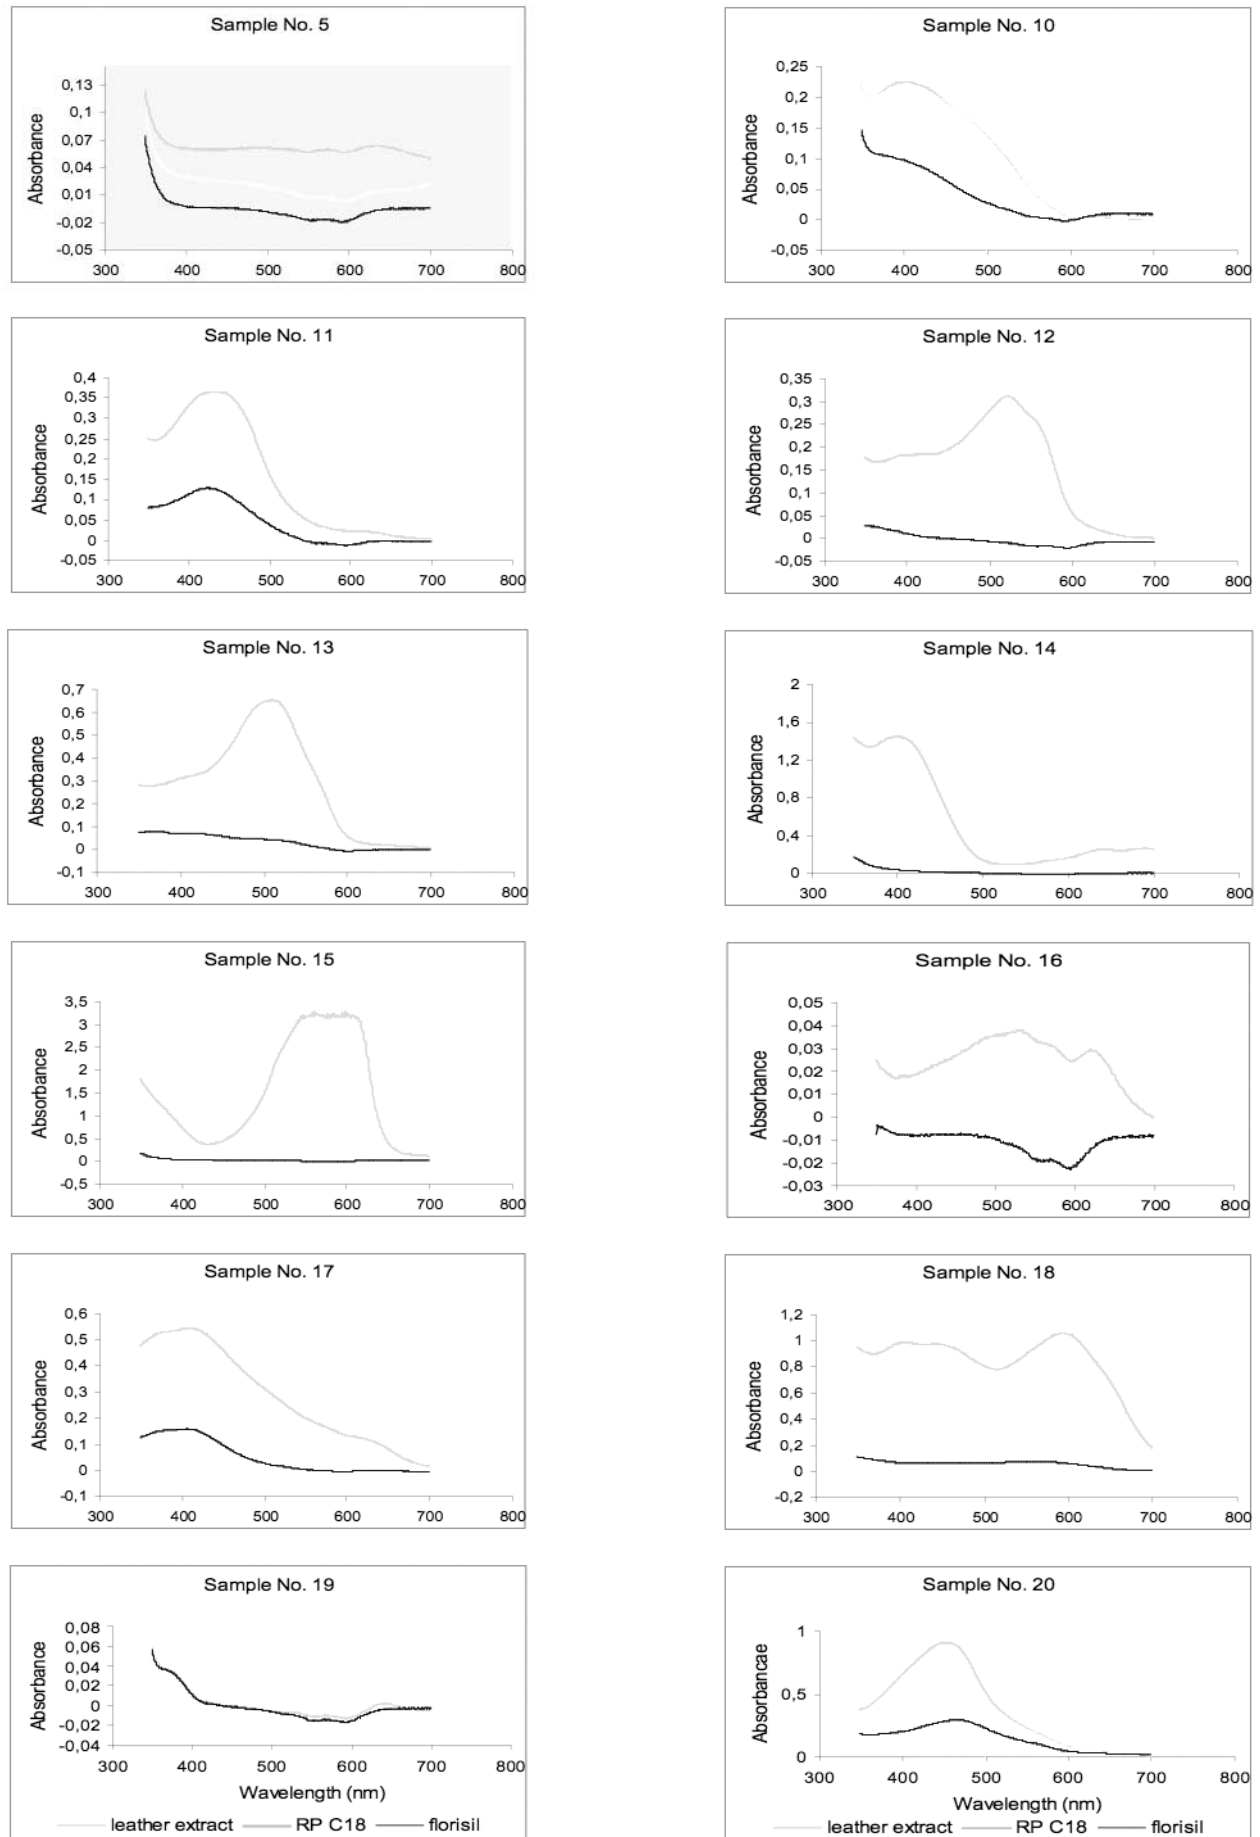 Sample No. 5
Absorbance
0,13
0,1
0,07
0,04
0,01
-0,02
-0,05
300 400 500 600 700 800
Sample No. 10
Absorbance
0,25
0,2
0,15
0,1
0,05
0
-0,05
300 400 500 600 700 800
Sample No. 11
Absorbance
0,4
0,35
0,3
0,25
0,2
0,15
0,1
0,05
0
-0,05
300 400 500 600 700 800
Sample No. 12
Absorbance
0,35
0,3
0,25
0,2
0,15
0,1
0,05
0
-0,05
300 400 500 600 700 800
Sample No. 13
Absorbance
0,7
0,6
0,5
0,4
0,3
0,2
0,1
0
-0,1
300 400 500 600 700 800
Sample No. 14
Absorbance
2
1,6
1,2
0,8
0,4
0
300 400 500 600 700 800
Sample No. 15
Absorbance
3,5
3
2,5
2
1,5
1
0,5
0
-0,5
300 400 500 600 700 800
Sample No. 16
Absorbance
0,05
0,04
0,03
0,02
0,01
0
-0,01
-0,02
-0,03
300 400 500 600 700 800
Sample No. 17
Absorbance
0,6
0,5
0,4
0,3
0,2
0,1
0
-0,1
300 400 500 600 700 800
Sample No. 18
Absorbance
1,2
1
0,8
0,6
0,4
0,2
0
-0,2
300 400 500 600 700 800
Sample No. 19
Absorbance
0,08
0,06
0,04
0,02
0
-0,02
-0,04
300 400 500 600 700 800
Wavelength (nm)
leather extract RP C18 florisil
Sample No. 20
Absorbancae
1
0,5
0
300 400 500 600 700 800
Wavelength (nm)
leather extract RP C18 florisil